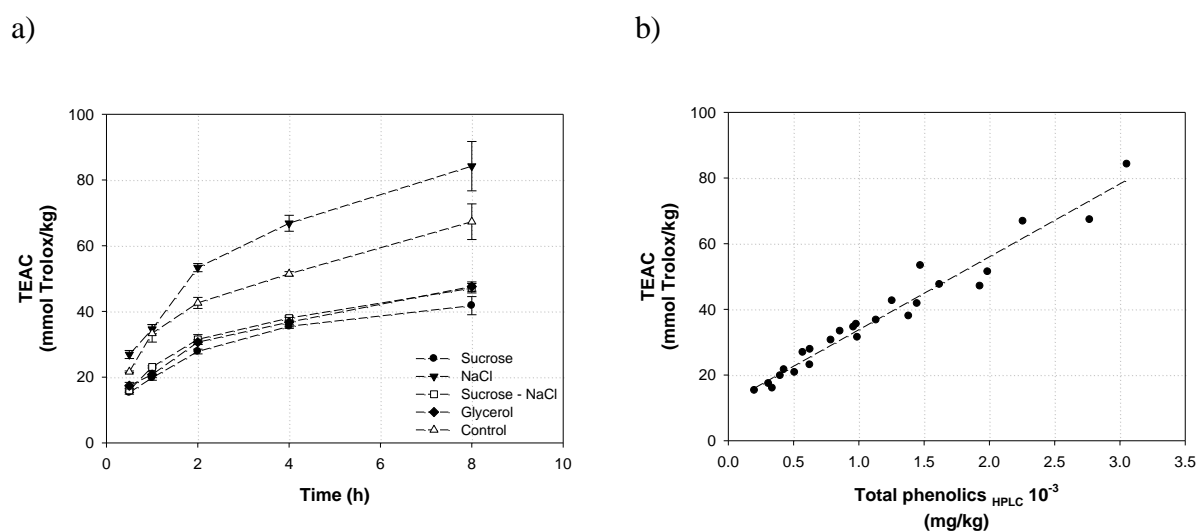 a)
b)
TEAC
(mmol Trolox/kg)
100
80
60
40
20
0
Sucrose
NaCl
Sucrose - NaCl
Glycerol
Control
0 2 4 6 8 10
Time (h)
TEAC
(mmol Trolox/kg)
100
80
60
40
20
0
0.0 0.5 1.0 1.5 2.0 2.5 3.0 3.5
Total phenolics HPLC 10-3
(mg/kg)